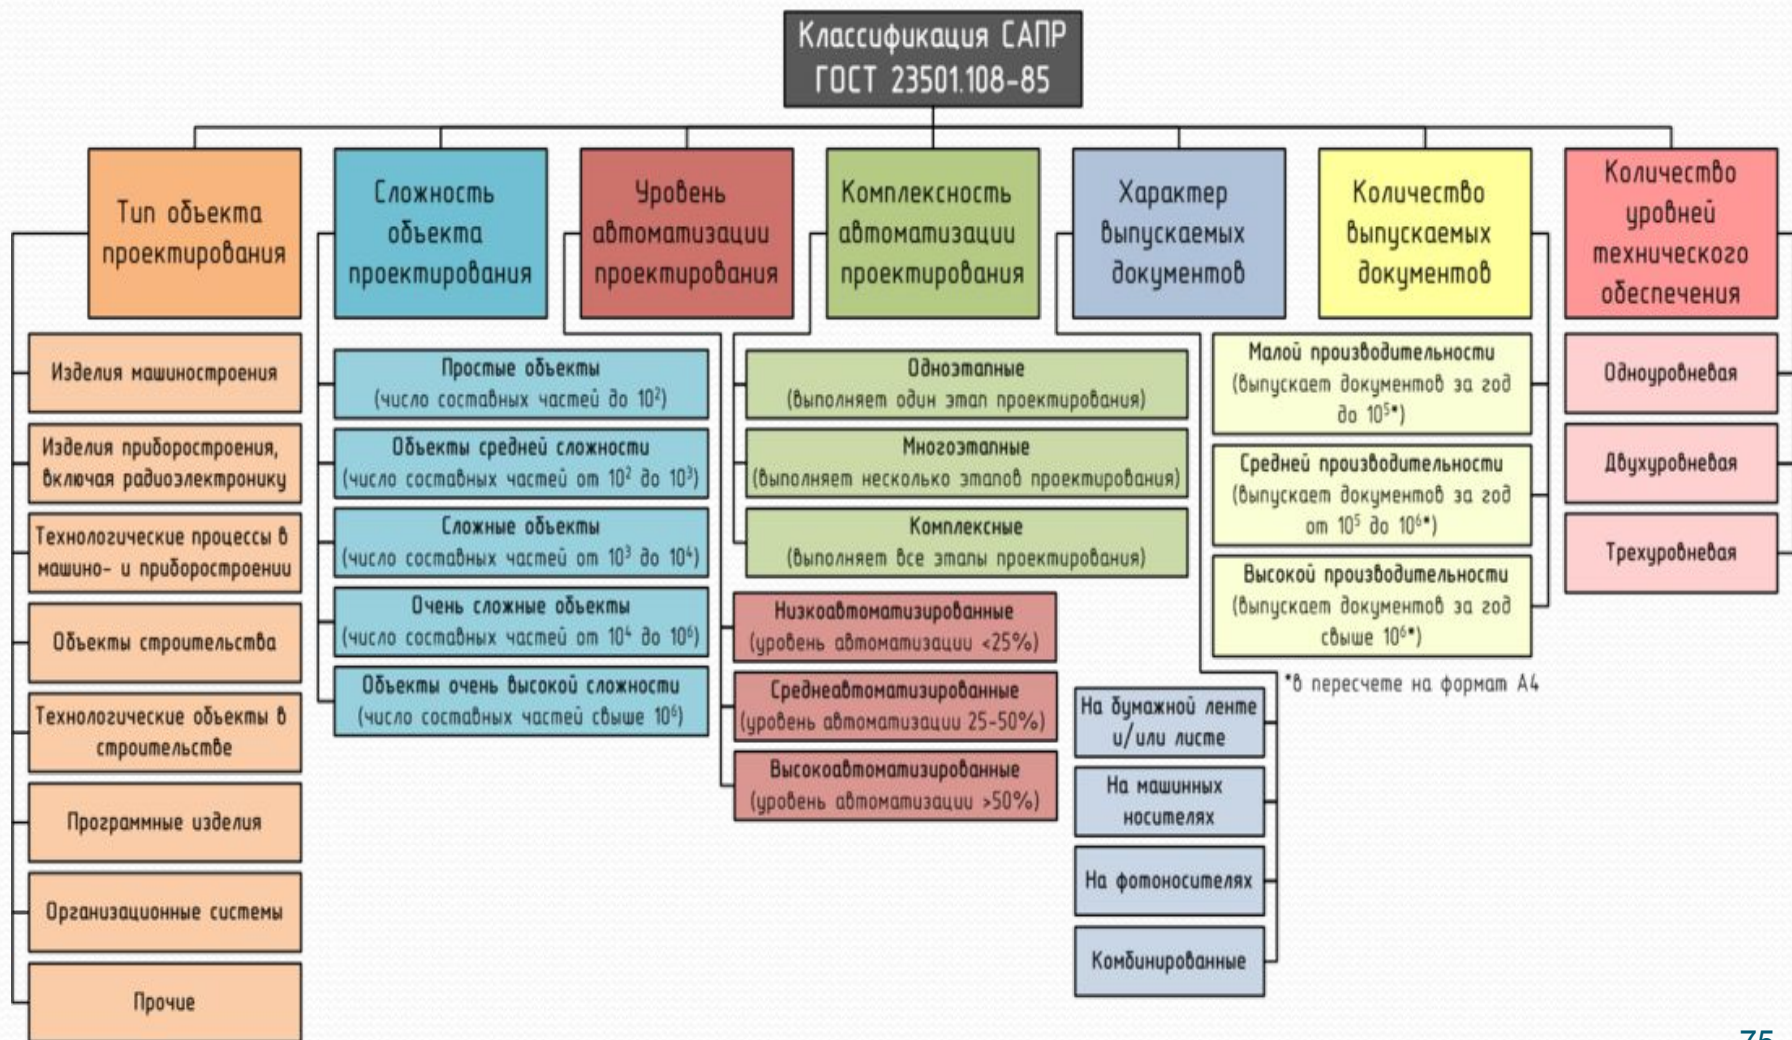 Классификация САПР
ГОСТ 23501.108-85
Тип объекта
проектирования
Сложность
объекта
проектирования
Уровень
автоматизации
проектирования
Комплексность
автоматизации
проектирования
Характер
выпускаемых
документов
Количество
выпускаемых
документов
Количество
уровней
технического
обеспечения
Изделия машиностроения
Изделия приборостроения,
включая радиоэлектронику
Технологические процессы в
машино- и приборостроении
Объекты строительства
Технологические объекты в
строительстве
Программные изделия
Организационные системы
Прочие
Простые объекты
(число составных частей до 10²)
Объекты средней сложности
(число составных частей от 10² до 10³)
Сложные объекты
(число составных частей от 10³ до 10⁴)
Очень сложные объекты
(число составных частей от 10⁴ до 10⁶)
Объекты очень высокой сложности
(число составных частей свыше 10⁶)
Одноэтапные
(выполняет один этап проектирования)
Многоэтапные
(выполняет несколько этапов проектирования)
Комплексные
(выполняет все этапы проектирования)
Низкоавтоматизированные
(уровень автоматизации <25%)
Среднеавтоматизированные
(уровень автоматизации 25-50%)
Высокоавтоматизированные
(уровень автоматизации >50%)
На бумажной ленте
и/или листе
На машинных
носителях
На фотоносителях
Комбинированные
Малой производительности
(выпускает документов за год
до 10⁵*)
Средней производительности
(выпускает документов за год
от 10⁵ до 10⁶*)
Высокой производительности
(выпускает документов за год
свыше 10⁶*)
*в пересчете на формат А4
Одноуровневая
Двухуровневая
Трехуровневая
75